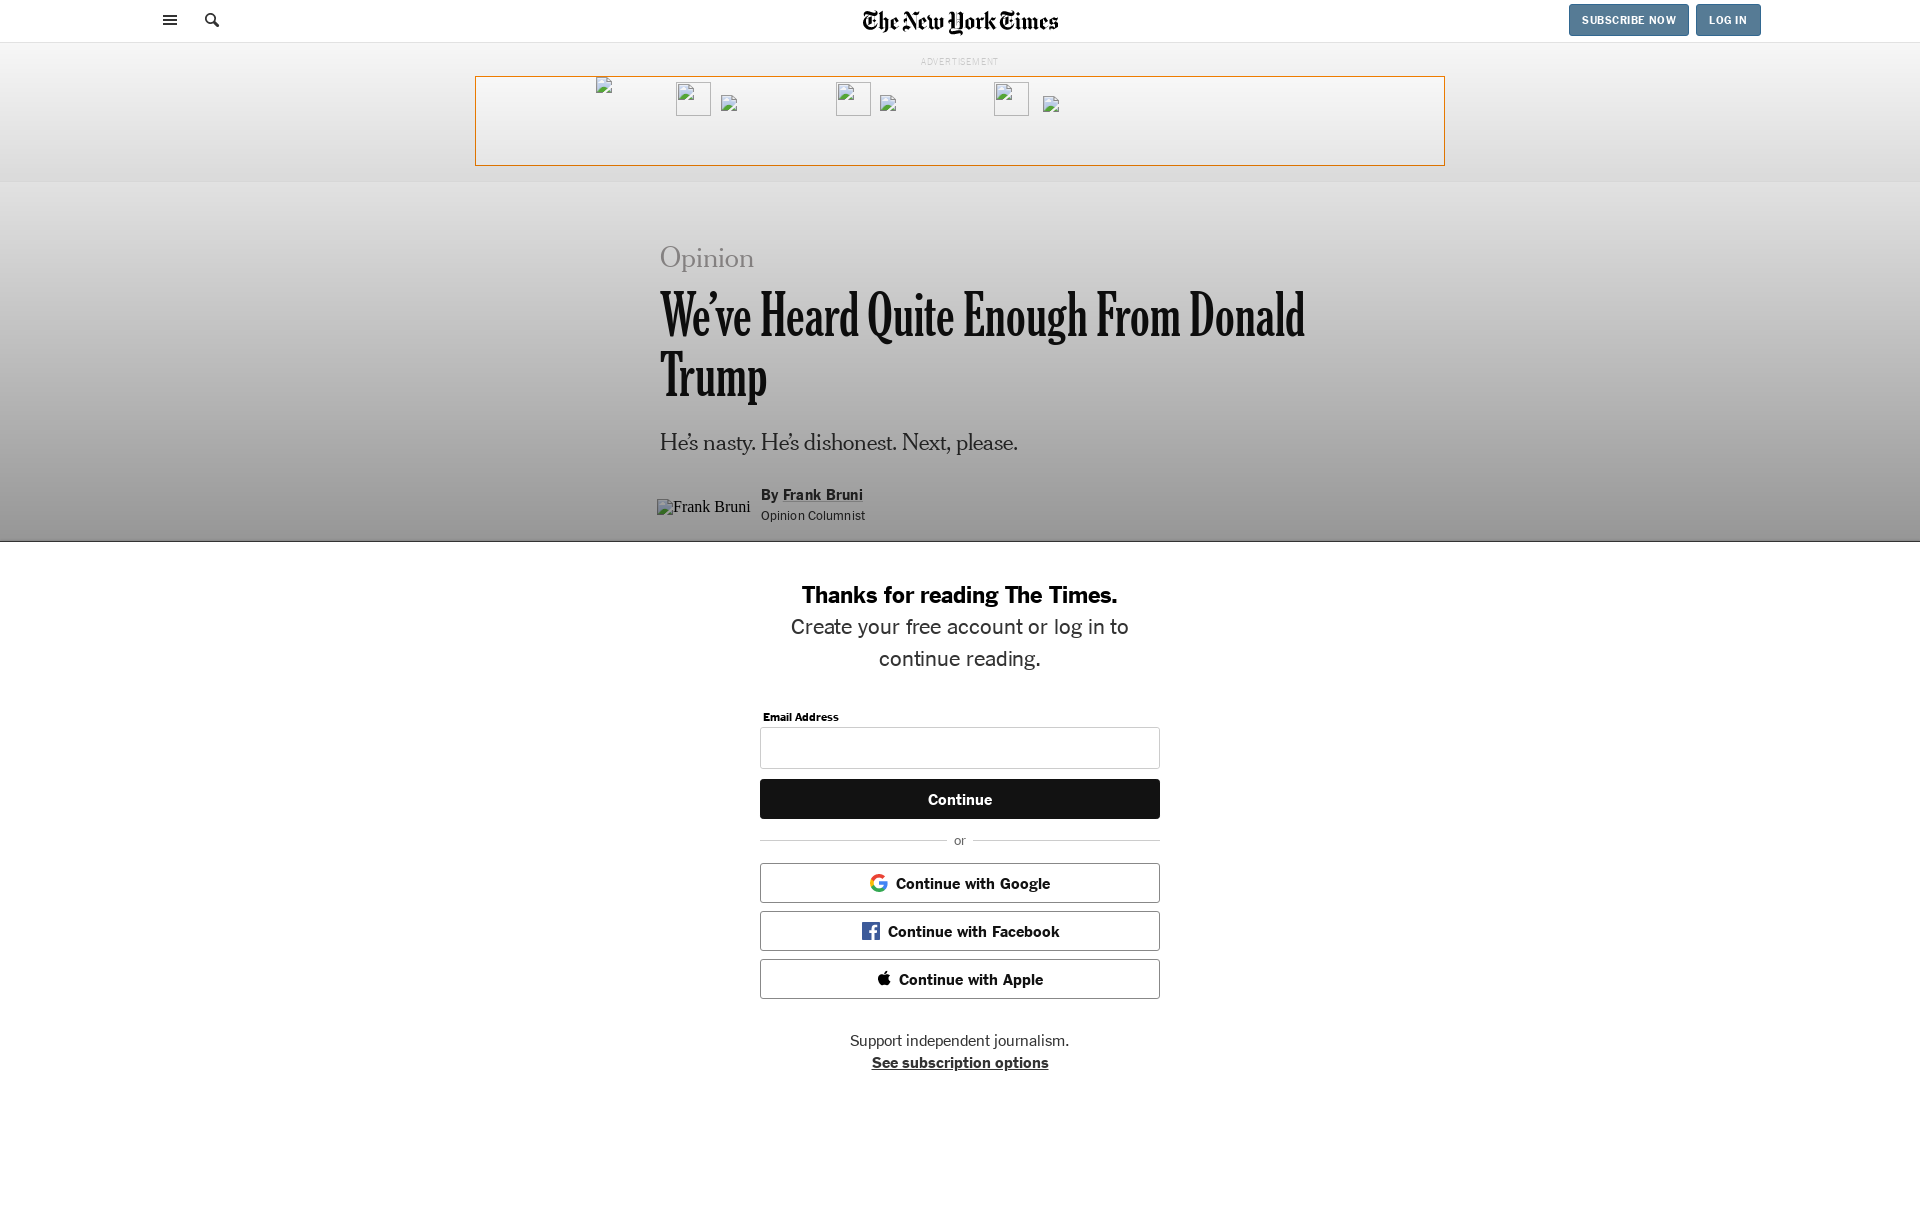 The New York Times
SUBSCRIBE NOW
LOG IN
ADVERTISEMENT
Opinion
We’ve Heard Quite Enough From Donald
Trump
He’s nasty. He’s dishonest. Next, please.
Frank Bruni
By Frank Bruni
Opinion Columnist
Thanks for reading The Times.
Create your free account or log in to
continue reading.
Email Address
Continue
or
Continue with Google
Continue with Facebook
Continue with Apple
Support independent journalism.
See subscription options